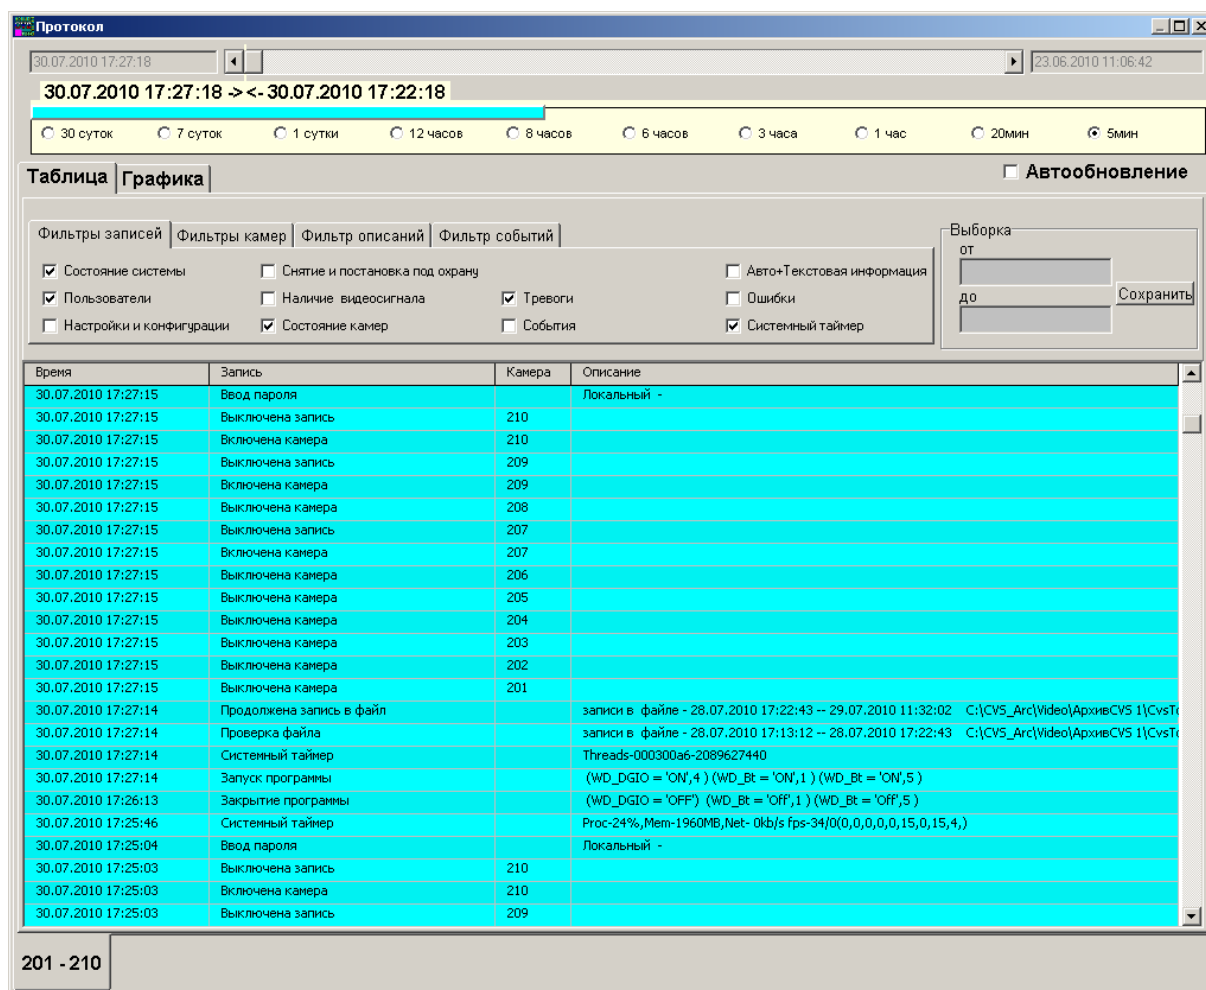 Протокол
30.07.2010 17:27:18 23.06.2010 11:06:42
30.07.2010 17:27:18 -> <- 30.07.2010 17:22:18
30 суток 7 суток 1 сутки 12 часов 8 часов 6 часов 3 часа 1 час 20мин 5мин
Таблица Графика Автообновление
Фильтры записей Фильтры камер Фильтр описаний Фильтр событий Выборка
от
Состояние системы Снятие и постановка под охрану Авто+Текстовая информация
Пользователи Наличие видеосигнала Тревоги Ошибки до Сохранить
Настройки и конфигурации Состояние камер События Системный таймер
Время Запись Камера Описание
30.07.2010 17:27:15 Ввод пароля Локальный -
30.07.2010 17:27:15 Выключена запись 210
30.07.2010 17:27:15 Включена камера 210
30.07.2010 17:27:15 Выключена запись 209
30.07.2010 17:27:15 Включена камера 209
30.07.2010 17:27:15 Выключена камера 208
30.07.2010 17:27:15 Выключена запись 207
30.07.2010 17:27:15 Включена камера 207
30.07.2010 17:27:15 Выключена камера 206
30.07.2010 17:27:15 Выключена камера 205
30.07.2010 17:27:15 Выключена камера 204
30.07.2010 17:27:15 Выключена камера 203
30.07.2010 17:27:15 Выключена камера 202
30.07.2010 17:27:15 Выключена камера 201
30.07.2010 17:27:14 Продолжена запись в файл записи в файле - 28.07.2010 17:22:43 -- 29.07.2010 11:32:02 C:\CVS_Arc\Video\АрхивCVS 1\CvsTo
30.07.2010 17:27:14 Проверка файла записи в файле - 28.07.2010 17:13:12 -- 28.07.2010 17:22:43 C:\CVS_Arc\Video\АрхивCVS 1\CvsTo
30.07.2010 17:27:14 Системный таймер Threads-000300a6-2089627440
30.07.2010 17:27:14 Запуск программы (WD_DGIO = 'ON',4 ) (WD_Bt = 'ON',1 ) (WD_Bt = 'ON',5 )
30.07.2010 17:26:13 Закрытие программы (WD_DGIO = 'OFF') (WD_Bt = 'Off',1 ) (WD_Bt = 'Off',5 )
30.07.2010 17:25:46 Системный таймер Proc-24%,Mem-1960MB,Net- 0kb/s fps-34/0(0,0,0,0,0,15,0,15,4,)
30.07.2010 17:25:04 Ввод пароля Локальный -
30.07.2010 17:25:03 Выключена запись 210
30.07.2010 17:25:03 Включена камера 210
30.07.2010 17:25:03 Выключена запись 209
201 - 210